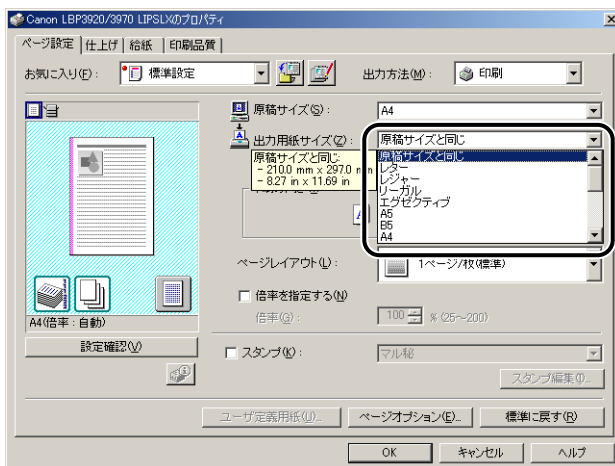 Canon LBP3920/3970 LIPSLXのプロパティ
ページ設定 仕上げ 給紙 印刷品質
お気に入り(F): 標準設定 出力方法(M): 印刷
原稿サイズ(S): A4
出力用紙サイズ(Z): 原稿サイズと同じ
原稿サイズと同じ:
- 210.0 mm x 297.0 mm
- 8.27 in x 11.69 in
原稿サイズと同じ
レター
レジャー
リーガル
エグゼクティブ
A5
B5
A4
ページレイアウト(L): 1ページ/枚(標準)
倍率を指定する(N)
倍率(G): 100 % (25~200)
A4(倍率:自動)
設定確認(V)
スタンプ(K): マル秘
スタンプ編集(I)...
ユーザ定義用紙(U)... ページオプション(E)... 標準に戻す(R)
OK キャンセル ヘルプ